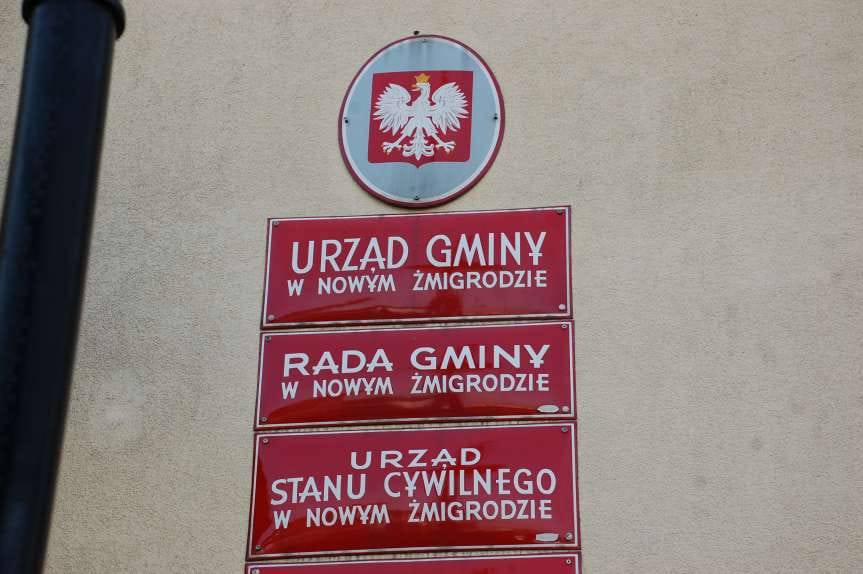 URZĄD GMINY
W NOWYM ŻMIGRODZIE
RADA GMINY
W NOWYM ŻMIGRODZIE
URZĄD
STANU CYWILNEGO
W NOWYM ŻMIGRODZIE